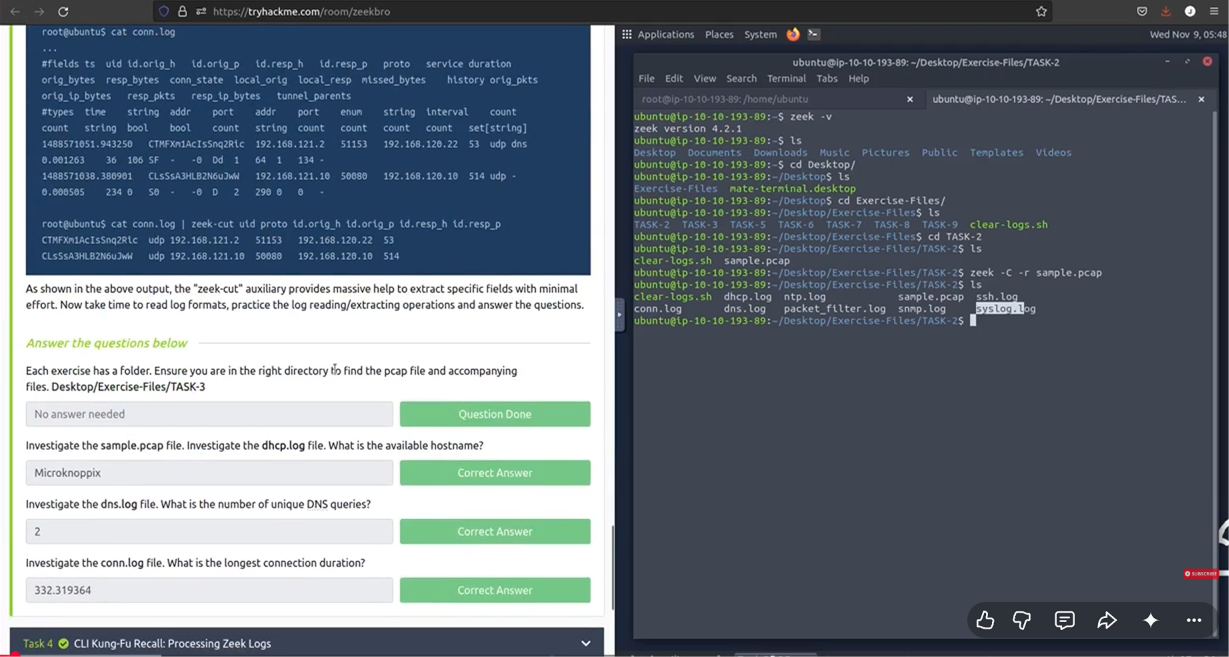 https://tryhackme.com/room/zeekbro
root@ubuntu$ cat conn.log
...
#fields ts uid id.orig_h id.orig_p id.resp_h id.resp_p proto service duration
orig_bytes resp_bytes conn_state local_orig local_resp missed_bytes history orig_pkts
orig_ip_bytes resp_pkts resp_ip_bytes tunnel_parents
#types time string addr port addr port enum string interval count
count string bool bool count string count count count count set[string]
1488571051.943250 CTMFXm1AcIsSnq2Ric 192.168.121.2 51153 192.168.120.22 53 udp dns
0.001263 36 106 SF - -0 Dd 1 64 1 134 -
1488571038.380901 CLsSsA3HLB2N6uJwW 192.168.121.10 50080 192.168.120.10 514 udp -
0.000505 234 0 S0 - -0 D 2 290 0 0 -
root@ubuntu$ cat conn.log | zeek-cut uid proto id.orig_h id.orig_p id.resp_h id.resp_p
CTMFXm1AcIsSnq2Ric udp 192.168.121.2 51153 192.168.120.22 53
CLsSsA3HLB2N6uJwW udp 192.168.121.10 50080 192.168.120.10 514
As shown in the above output, the "zeek-cut" auxiliary provides massive help to extract specific fields with minimal
effort. Now take time to read log formats, practice the log reading/extracting operations and answer the questions.
Answer the questions below
Each exercise has a folder. Ensure you are in the right directory to find the pcap file and accompanying
files. Desktop/Exercise-Files/TASK-3
No answer needed Question Done
Investigate the sample.pcap file. Investigate the dhcp.log file. What is the available hostname?
Microknoppix Correct Answer
Investigate the dns.log file. What is the number of unique DNS queries?
2 Correct Answer
Investigate the conn.log file. What is the longest connection duration?
332.319364 Correct Answer
Task 4 CLI Kung-Fu Recall: Processing Zeek Logs
Applications Places System Wed Nov 9, 05:48
ubuntu@ip-10-10-193-89: ~/Desktop/Exercise-Files/TASK-2
File Edit View Search Terminal Tabs Help
root@ip-10-10-193-89: /home/ubuntu × ubuntu@ip-10-10-193-89: ~/Desktop/Exercise-Files/TAS... ×
ubuntu@ip-10-10-193-89:~$ zeek -v
zeek version 4.2.1
ubuntu@ip-10-10-193-89:~$ ls
Desktop Documents Downloads Music Pictures Public Templates Videos
ubuntu@ip-10-10-193-89:~$ cd Desktop/
ubuntu@ip-10-10-193-89:~/Desktop$ ls
Exercise-Files mate-terminal.desktop
ubuntu@ip-10-10-193-89:~/Desktop$ cd Exercise-Files/
ubuntu@ip-10-10-193-89:~/Desktop/Exercise-Files$ ls
TASK-2 TASK-3 TASK-5 TASK-6 TASK-7 TASK-8 TASK-9 clear-logs.sh
ubuntu@ip-10-10-193-89:~/Desktop/Exercise-Files$ cd TASK-2
ubuntu@ip-10-10-193-89:~/Desktop/Exercise-Files/TASK-2$ ls
clear-logs.sh sample.pcap
ubuntu@ip-10-10-193-89:~/Desktop/Exercise-Files/TASK-2$ zeek -C -r sample.pcap
ubuntu@ip-10-10-193-89:~/Desktop/Exercise-Files/TASK-2$ ls
clear-logs.sh dhcp.log ntp.log sample.pcap ssh.log
conn.log dns.log packet_filter.log snmp.log syslog.log
ubuntu@ip-10-10-193-89:~/Desktop/Exercise-Files/TASK-2$
SUBSCRIBE